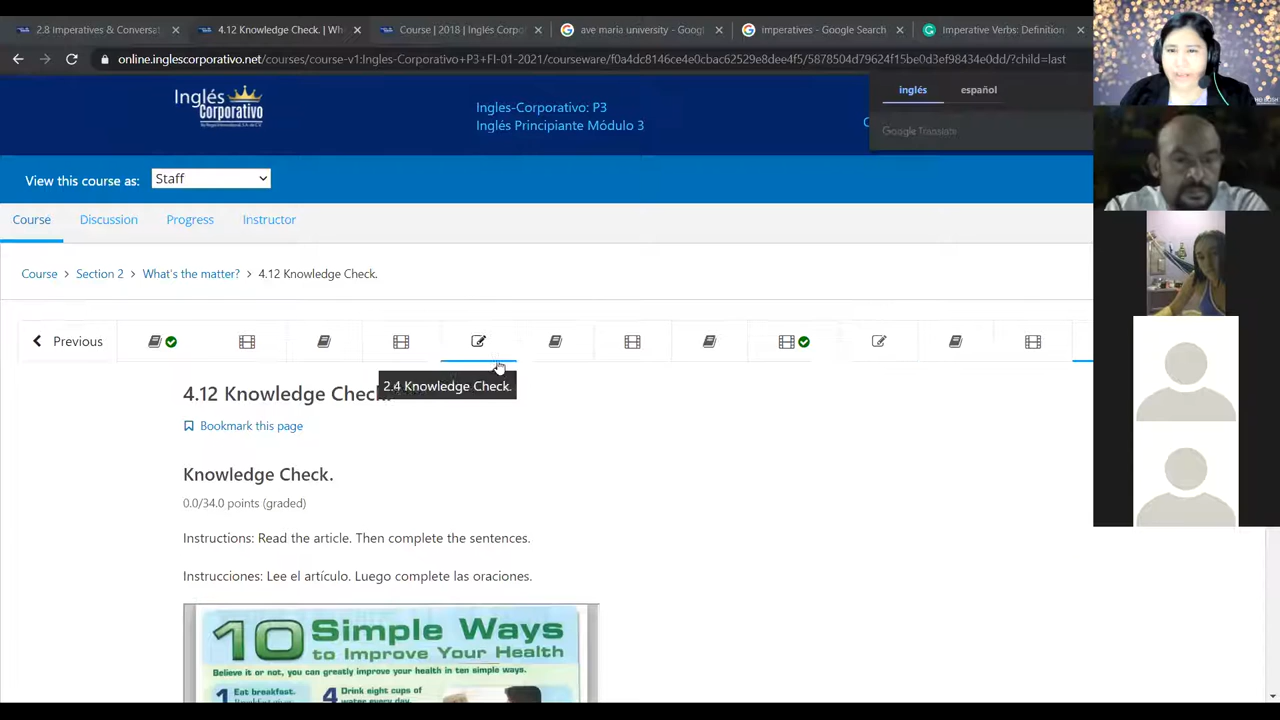 2.8 Imperatives & Conversat
4.12 Knowledge Check. | Wh
Course | 2018 | Inglés Corpo
ave maria university - Goog
imperatives - Google Search
Imperative Verbs: Definition
online.inglescorporativo.net/courses/course-v1:Ingles-Corporativo P3+FI-01-2021/courseware/f0a4dc8146ce4e0cbac62529e8dee4f5/5878504d79624f15be0d3ef98434e0dd/?child=last
inglés español
Google Translate
Inglés
Corporativo
Ingles-Corporativo: P3
Inglés Principiante Módulo 3
View this course as: Staff
Course Discussion Progress Instructor
Course > Section 2 > What's the matter? > 4.12 Knowledge Check.
Previous
2.4 Knowledge Check.
4.12 Knowledge Check.
Bookmark this page
Knowledge Check.
0.0/34.0 points (graded)
Instructions: Read the article. Then complete the sentences.
Instrucciones: Lee el artículo. Luego complete las oraciones.
10 Simple Ways
to Improve Your Health
Believe it or not, you can greatly improve your health in ten simple ways.
1 Eat breakfast.
4 Drink eight cups of
water every day.